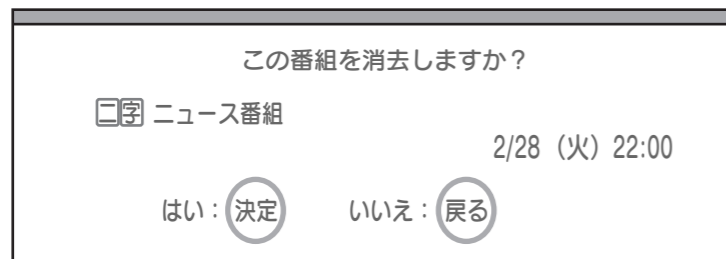 この番組を消去しますか？
二字 ニュース番組
2/28（火）22:00
はい：決定 いいえ：戻る